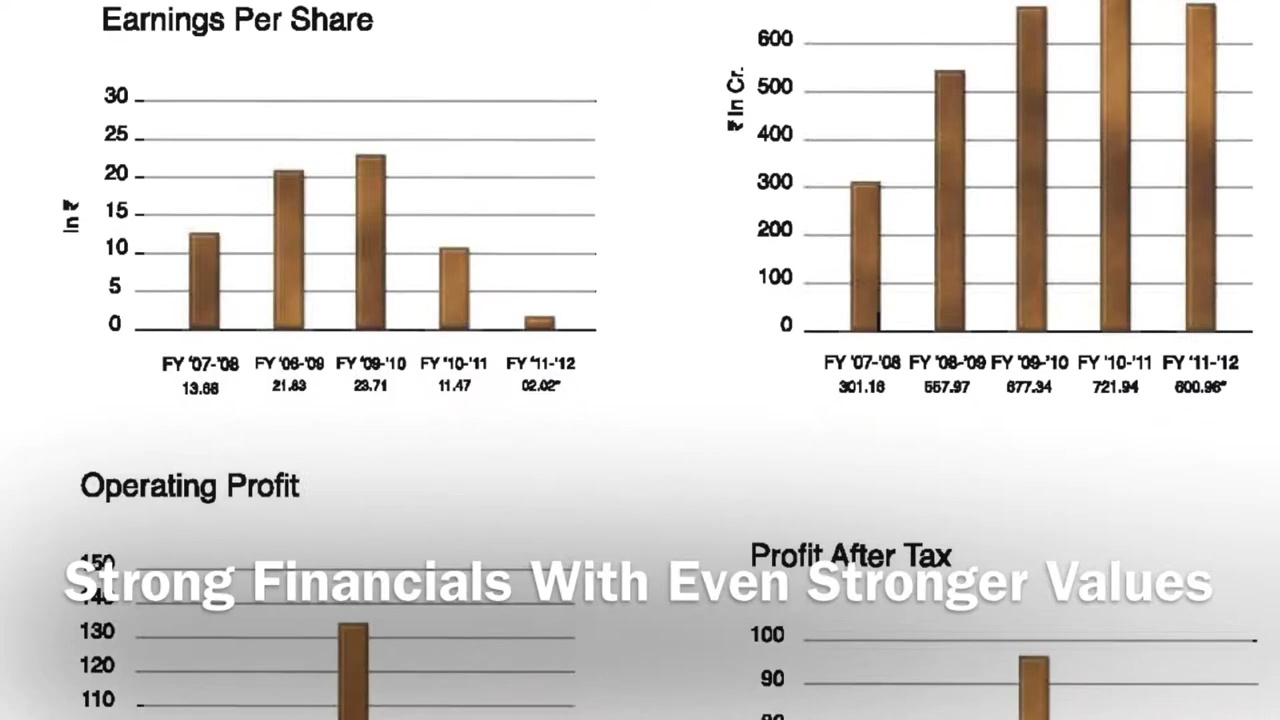 Earnings Per Share
In ₹
30
25
20
15
10
5
0
FY '07-'08 FY '08-'09 FY '09-'10 FY '10-'11 FY '11-'12
13.68 21.83 23.71 11.47 02.02*
₹ In Cr.
600
500
400
300
200
100
0
FY '07-'08 FY '08-'09 FY '09-'10 FY '10-'11 FY '11-'12
301.16 557.97 677.34 721.94 600.96*
Operating Profit
150
140
130
120
110
Profit After Tax
100
90
Strong Financials With Even Stronger Values